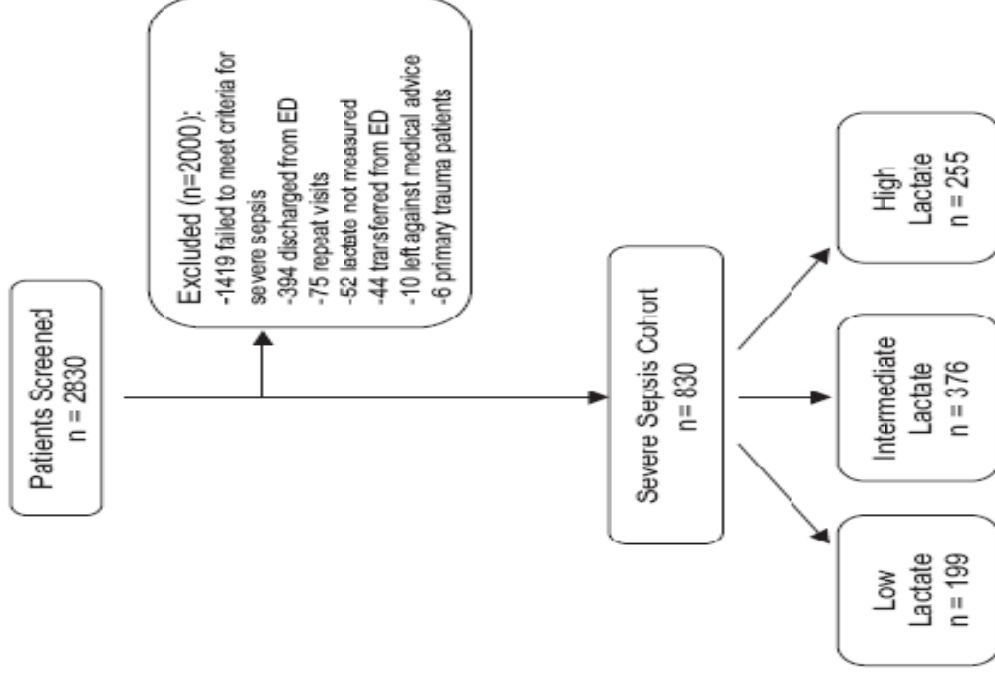 Patients Screened
n = 2830
Excluded (n=2000):
-1419 failed to meet criteria for
severe sepsis
-394 discharged from ED
-75 repeat visits
-52 lactate not measured
-44 transferred from ED
-10 left against medical advice
-6 primary trauma patients
Severe Sepsis Cohort
n= 830
Low
Lactate
n = 199
Intermediate
Lactate
n = 376
High
Lactate
n = 255